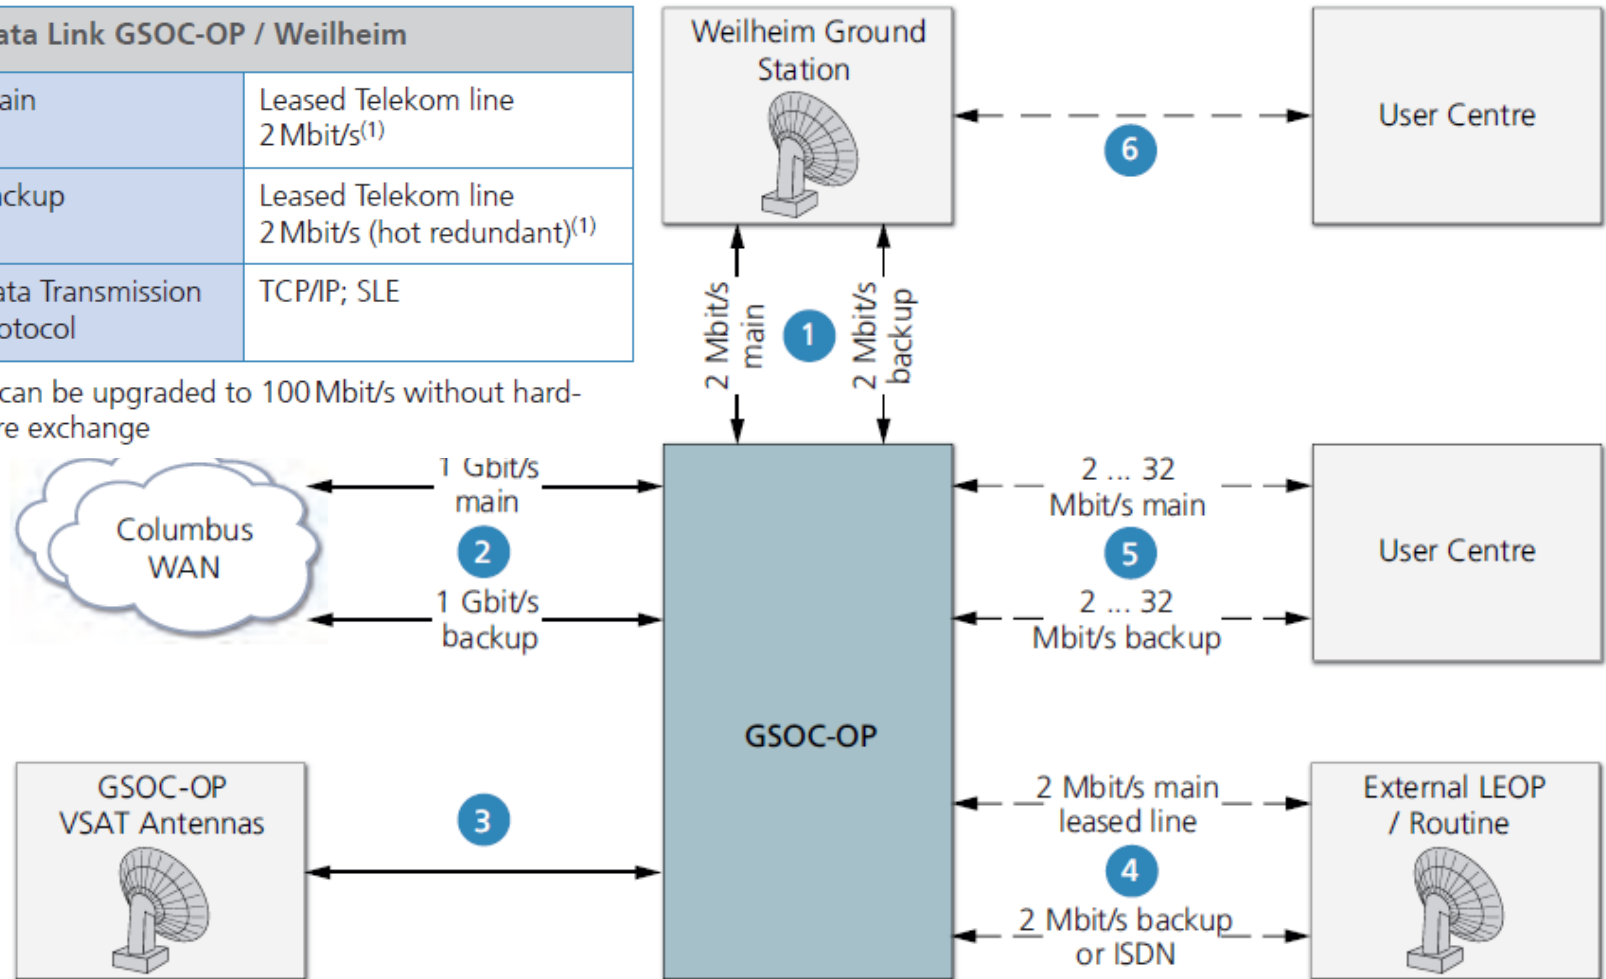 ata Link GSOC-OP / Weilheim
ain
Leased Telekom line
2 Mbit/s(1)
ackup
Leased Telekom line
2 Mbit/s (hot redundant)(1)
ata Transmission
otocol
TCP/IP; SLE
can be upgraded to 100 Mbit/s without hard-
re exchange
Weilheim Ground
Station
6
User Centre
2 Mbit/s
main
1
2 Mbit/s
backup
Columbus
WAN
1 Gbit/s
main
2
1 Gbit/s
backup
GSOC-OP
2 ... 32
Mbit/s main
5
2 ... 32
Mbit/s backup
User Centre
GSOC-OP
VSAT Antennas
3
2 Mbit/s main
leased line
4
2 Mbit/s backup
or ISDN
External LEOP
/ Routine